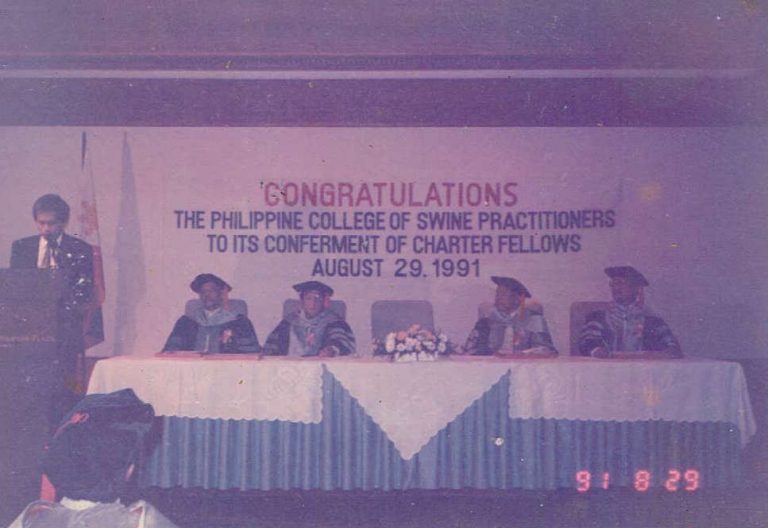 CONGRATULATIONS
THE PHILIPPINE COLLEGE OF SWINE PRACTITIONERS
TO ITS CONFERMENT OF CHARTER FELLOWS
AUGUST 29.1991
91 8 29